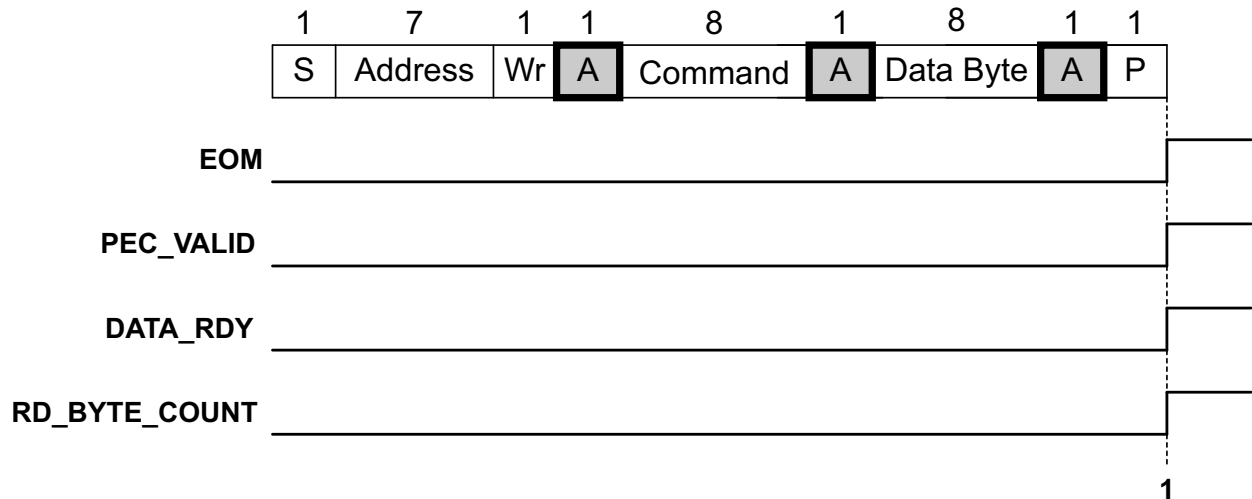 1 7 1 1 8 1 8 1 1
S Address Wr A Command A Data Byte A P
EOM
PEC_VALID
DATA_RDY
RD_BYTE_COUNT
1